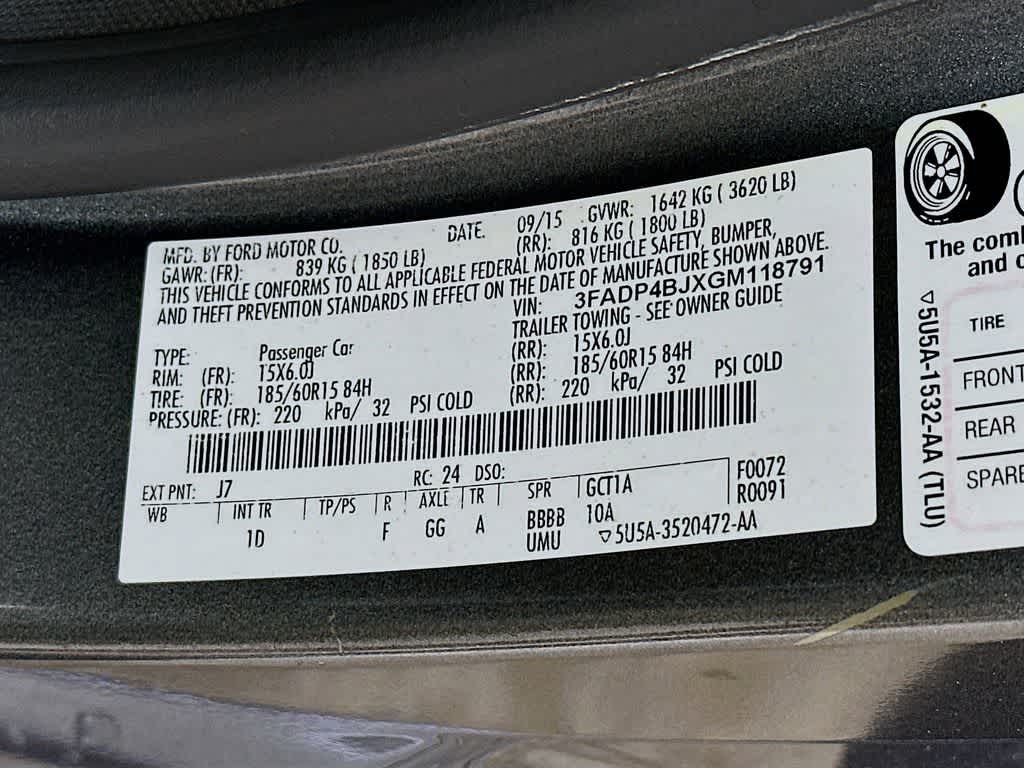 MFD. BY FORD MOTOR CO. DATE. 09/15 GVWR: 1642 KG ( 3620 LB)
GAWR: (FR): 839 KG ( 1850 LB) (RR): 816 KG ( 1800 LB)
THIS VEHICLE CONFORMS TO ALL APPLICABLE FEDERAL MOTOR VEHICLE SAFETY, BUMPER,
AND THEFT PREVENTION STANDARDS IN EFFECT ON THE DATE OF MANUFACTURE SHOWN ABOVE.
VIN: 3FADP4BJXGM118791
TYPE: Passenger Car TRAILER TOWING - SEE OWNER GUIDE
RIM: (FR): 15X6.0J (RR): 15X6.0J
TIRE: (FR): 185/60R15 84H (RR): 185/60R15 84H
PRESSURE: (FR): 220 kPa/ 32 PSI COLD (RR): 220 kPa/ 32 PSI COLD
EXT PNT: J7 RC: 24 DSO: F0072
WB INT TR TP/PS R AXLE TR SPR GCT1A R0091
1D F GG A BBBB 10A
UMU ▽5U5A-3520472-AA
The com
and c
TIRE
FRONT
REAR
SPARE
▽5U5A-1532-AA (TLU)